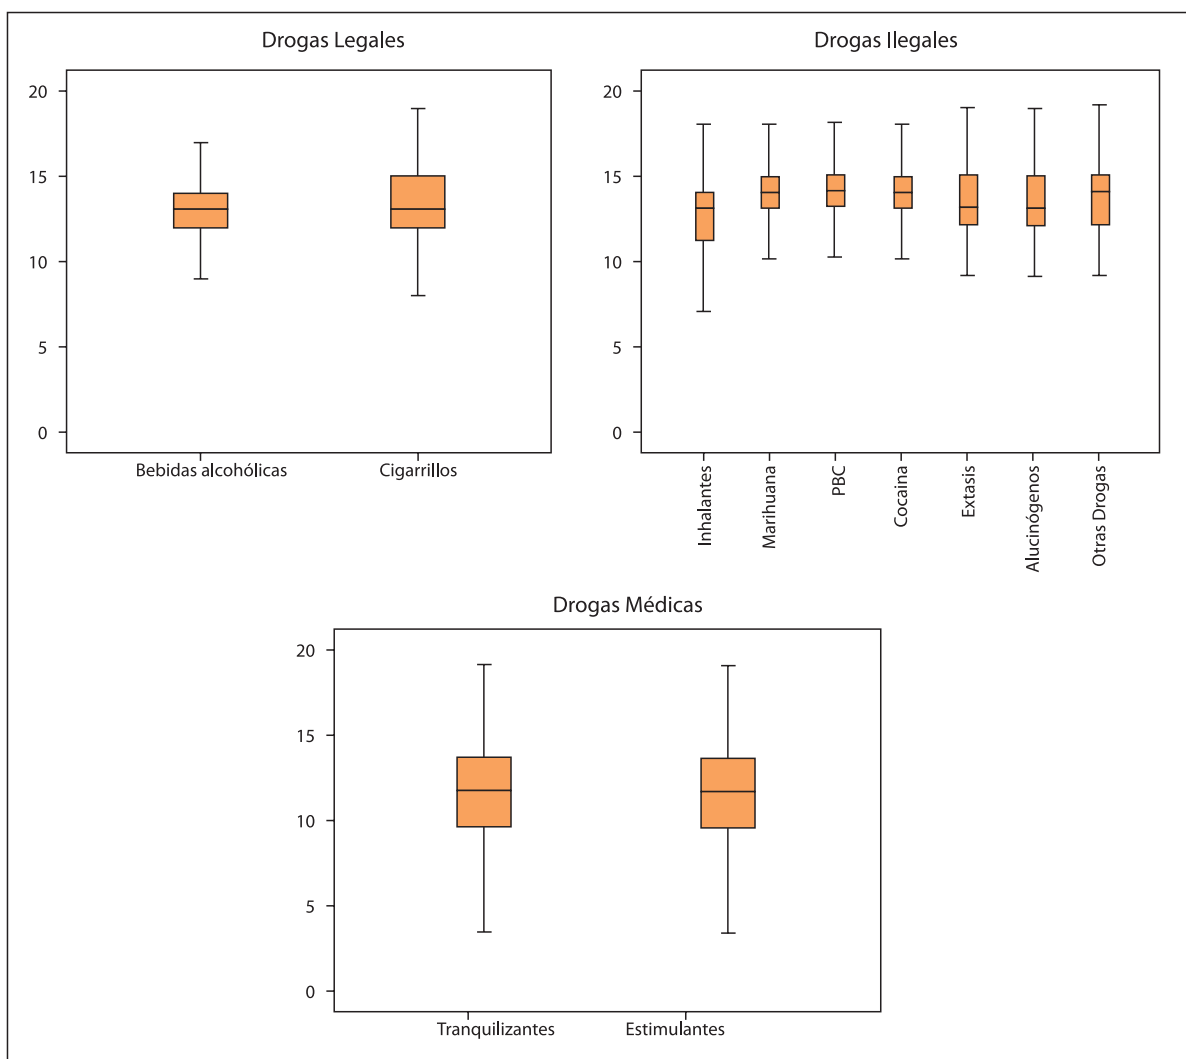 Drogas Legales
20
15
10
5
0
Bebidas alcohólicas
Cigarrillos
Drogas Ilegales
20
15
10
5
0
Inhalantes
Marihuana
PBC
Cocaina
Extasis
Alucinógenos
Otras Drogas
Drogas Médicas
20
15
10
5
0
Tranquilizantes
Estimulantes